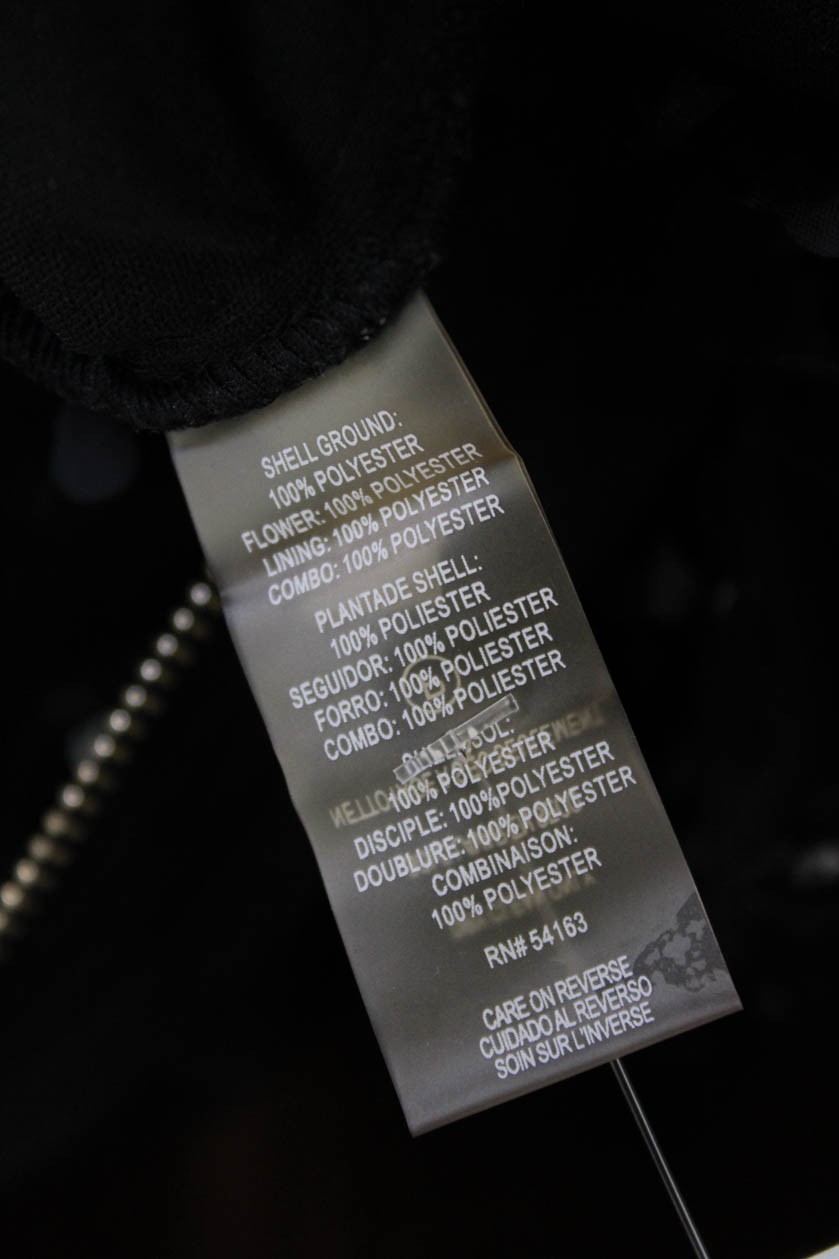 SHELL GROUND:
100% POLYESTER
FLOWER: 100% POLYESTER
LINING: 100% POLYESTER
COMBO: 100% POLYESTER
PLANTADE SHELL:
100% POLIESTER
SEGUIDOR: 100% POLIESTER
FORRO: 100% POLIESTER
COMBO: 100% POLIESTER
SOL:
100% POLYESTER
DISCIPLE: 100%POLYESTER
DOUBLURE: 100% POLYESTER
COMBINAISON:
100% POLYESTER
RN# 54163
CARE ON REVERSE
CUIDADO AL REVERSO
SOIN SUR L'INVERSE